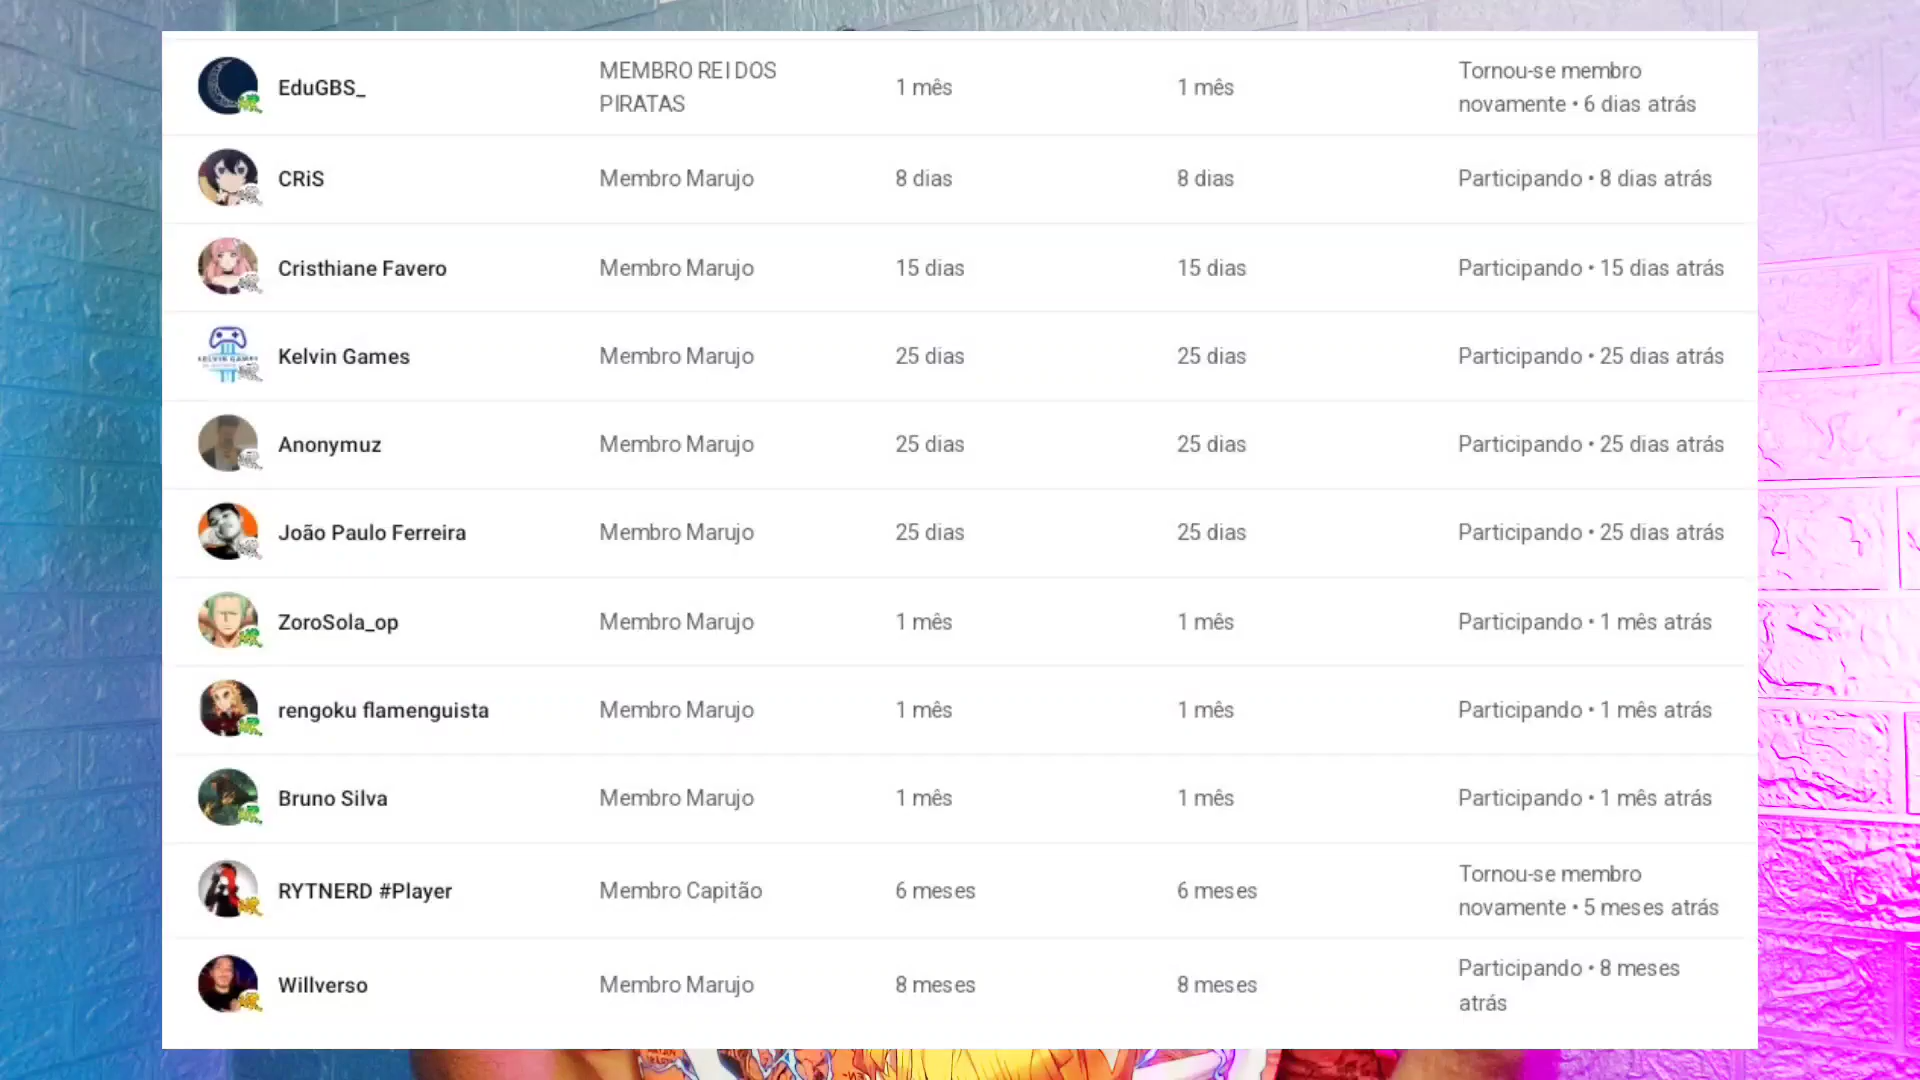 EduGBS_
MEMBRO REI DOS
PIRATAS
1 mês
1 mês
Tornou-se membro
novamente • 6 dias atrás
CRiS
Membro Marujo
8 dias
8 dias
Participando • 8 dias atrás
Cristhiane Favero
Membro Marujo
15 dias
15 dias
Participando • 15 dias atrás
KELVIN GAMES
Kelvin Games
Membro Marujo
25 dias
25 dias
Participando • 25 dias atrás
Anonymuz
Membro Marujo
25 dias
25 dias
Participando • 25 dias atrás
João Paulo Ferreira
Membro Marujo
25 dias
25 dias
Participando • 25 dias atrás
ZoroSola_op
Membro Marujo
1 mês
1 mês
Participando • 1 mês atrás
rengoku flamenguista
Membro Marujo
1 mês
1 mês
Participando • 1 mês atrás
Bruno Silva
Membro Marujo
1 mês
1 mês
Participando • 1 mês atrás
RYTNERD #Player
Membro Capitão
6 meses
6 meses
Tornou-se membro
novamente • 5 meses atrás
Willverso
Membro Marujo
8 meses
8 meses
Participando • 8 meses
atrás